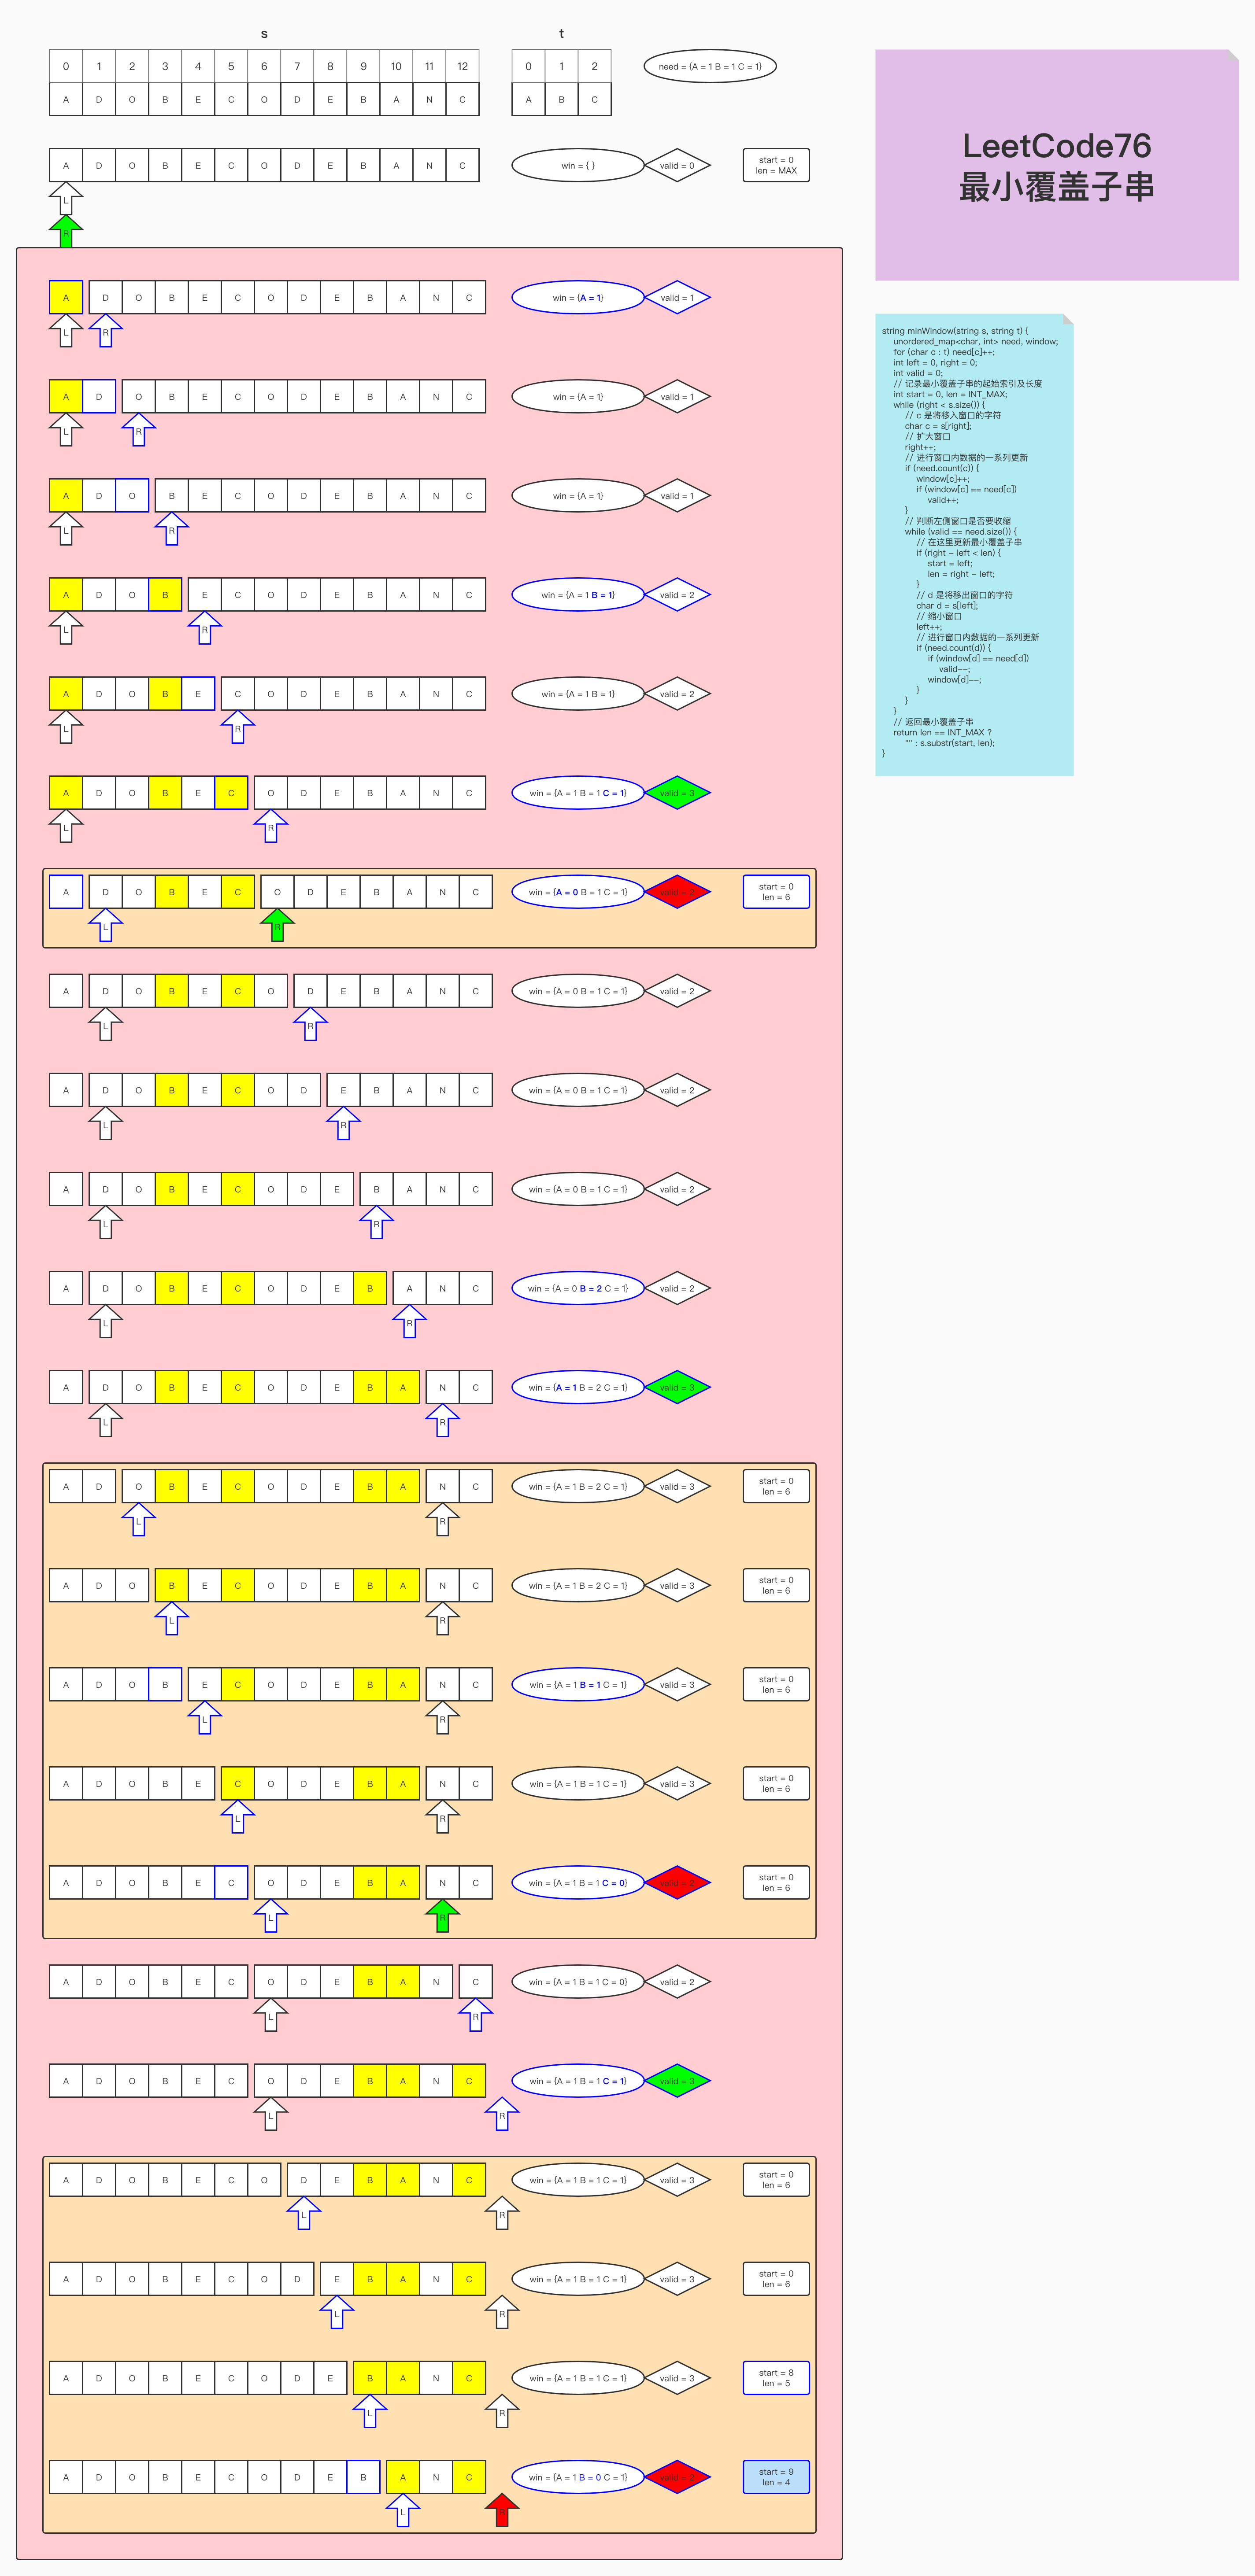 s
t
0 1 2 3 4 5 6 7 8 9 10 11 12
0 1 2
need = {A = 1 B = 1 C = 1}
A D O B E C O D E B A N C
A B C
A D O B E C O D E B A N C
win = { }
valid = 0
start = 0
len = MAX
L
R
A D O B E C O D E B A N C
win = {A = 1}
valid = 1
L R
A D O B E C O D E B A N C
win = {A = 1}
valid = 1
L R
A D O B E C O D E B A N C
win = {A = 1}
valid = 1
L R
A D O B E C O D E B A N C
win = {A = 1 B = 1}
valid = 2
L R
A D O B E C O D E B A N C
win = {A = 1 B = 1}
valid = 2
L R
A D O B E C O D E B A N C
win = {A = 1 B = 1 C = 1}
valid = 3
L R
A D O B E C O D E B A N C
win = {A = 0 B = 1 C = 1}
valid = 2
start = 0
len = 6
L R
A D O B E C O D E B A N C
win = {A = 0 B = 1 C = 1}
valid = 2
L R
A D O B E C O D E B A N C
win = {A = 0 B = 1 C = 1}
valid = 2
L R
A D O B E C O D E B A N C
win = {A = 0 B = 1 C = 1}
valid = 2
L R
A D O B E C O D E B A N C
win = {A = 0 B = 2 C = 1}
valid = 2
L R
A D O B E C O D E B A N C
win = {A = 1 B = 2 C = 1}
valid = 3
L R
A D O B E C O D E B A N C
win = {A = 1 B = 2 C = 1}
valid = 3
start = 0
len = 6
L R
A D O B E C O D E B A N C
win = {A = 1 B = 2 C = 1}
valid = 3
start = 0
len = 6
L R
A D O B E C O D E B A N C
win = {A = 1 B = 1 C = 1}
valid = 3
start = 0
len = 6
L R
A D O B E C O D E B A N C
win = {A = 1 B = 1 C = 1}
valid = 3
start = 0
len = 6
L R
A D O B E C O D E B A N C
win = {A = 1 B = 1 C = 0}
valid = 2
start = 0
len = 6
L R
A D O B E C O D E B A N C
win = {A = 1 B = 1 C = 0}
valid = 2
L R
A D O B E C O D E B A N C
win = {A = 1 B = 1 C = 1}
valid = 3
L R
A D O B E C O D E B A N C
win = {A = 1 B = 1 C = 1}
valid = 3
start = 0
len = 6
L R
A D O B E C O D E B A N C
win = {A = 1 B = 1 C = 1}
valid = 3
start = 0
len = 6
L R
A D O B E C O D E B A N C
win = {A = 1 B = 1 C = 1}
valid = 3
start = 8
len = 5
L R
A D O B E C O D E B A N C
win = {A = 1 B = 0 C = 1}
valid = 2
start = 9
len = 4
L R
LeetCode76
最小覆盖子串
string minWindow(string s, string t) {
unordered_map<char, int> need, window;
for (char c : t) need[c]++;
int left = 0, right = 0;
int valid = 0;
// 记录最小覆盖子串的起始索引及长度
int start = 0, len = INT_MAX;
while (right < s.size()) {
// c 是将移入窗口的字符
char c = s[right];
// 扩大窗口
right++;
// 进行窗口内数据的一系列更新
if (need.count(c)) {
window[c]++;
if (window[c] == need[c])
valid++;
}
// 判断左侧窗口是否要收缩
while (valid == need.size()) {
// 在这里更新最小覆盖子串
if (right - left < len) {
start = left;
len = right - left;
}
// d 是将移出窗口的字符
char d = s[left];
// 缩小窗口
left++;
// 进行窗口内数据的一系列更新
if (need.count(d)) {
if (window[d] == need[d])
valid--;
window[d]--;
}
}
}
// 返回最小覆盖子串
return len == INT_MAX ?
"" : s.substr(start, len);
}